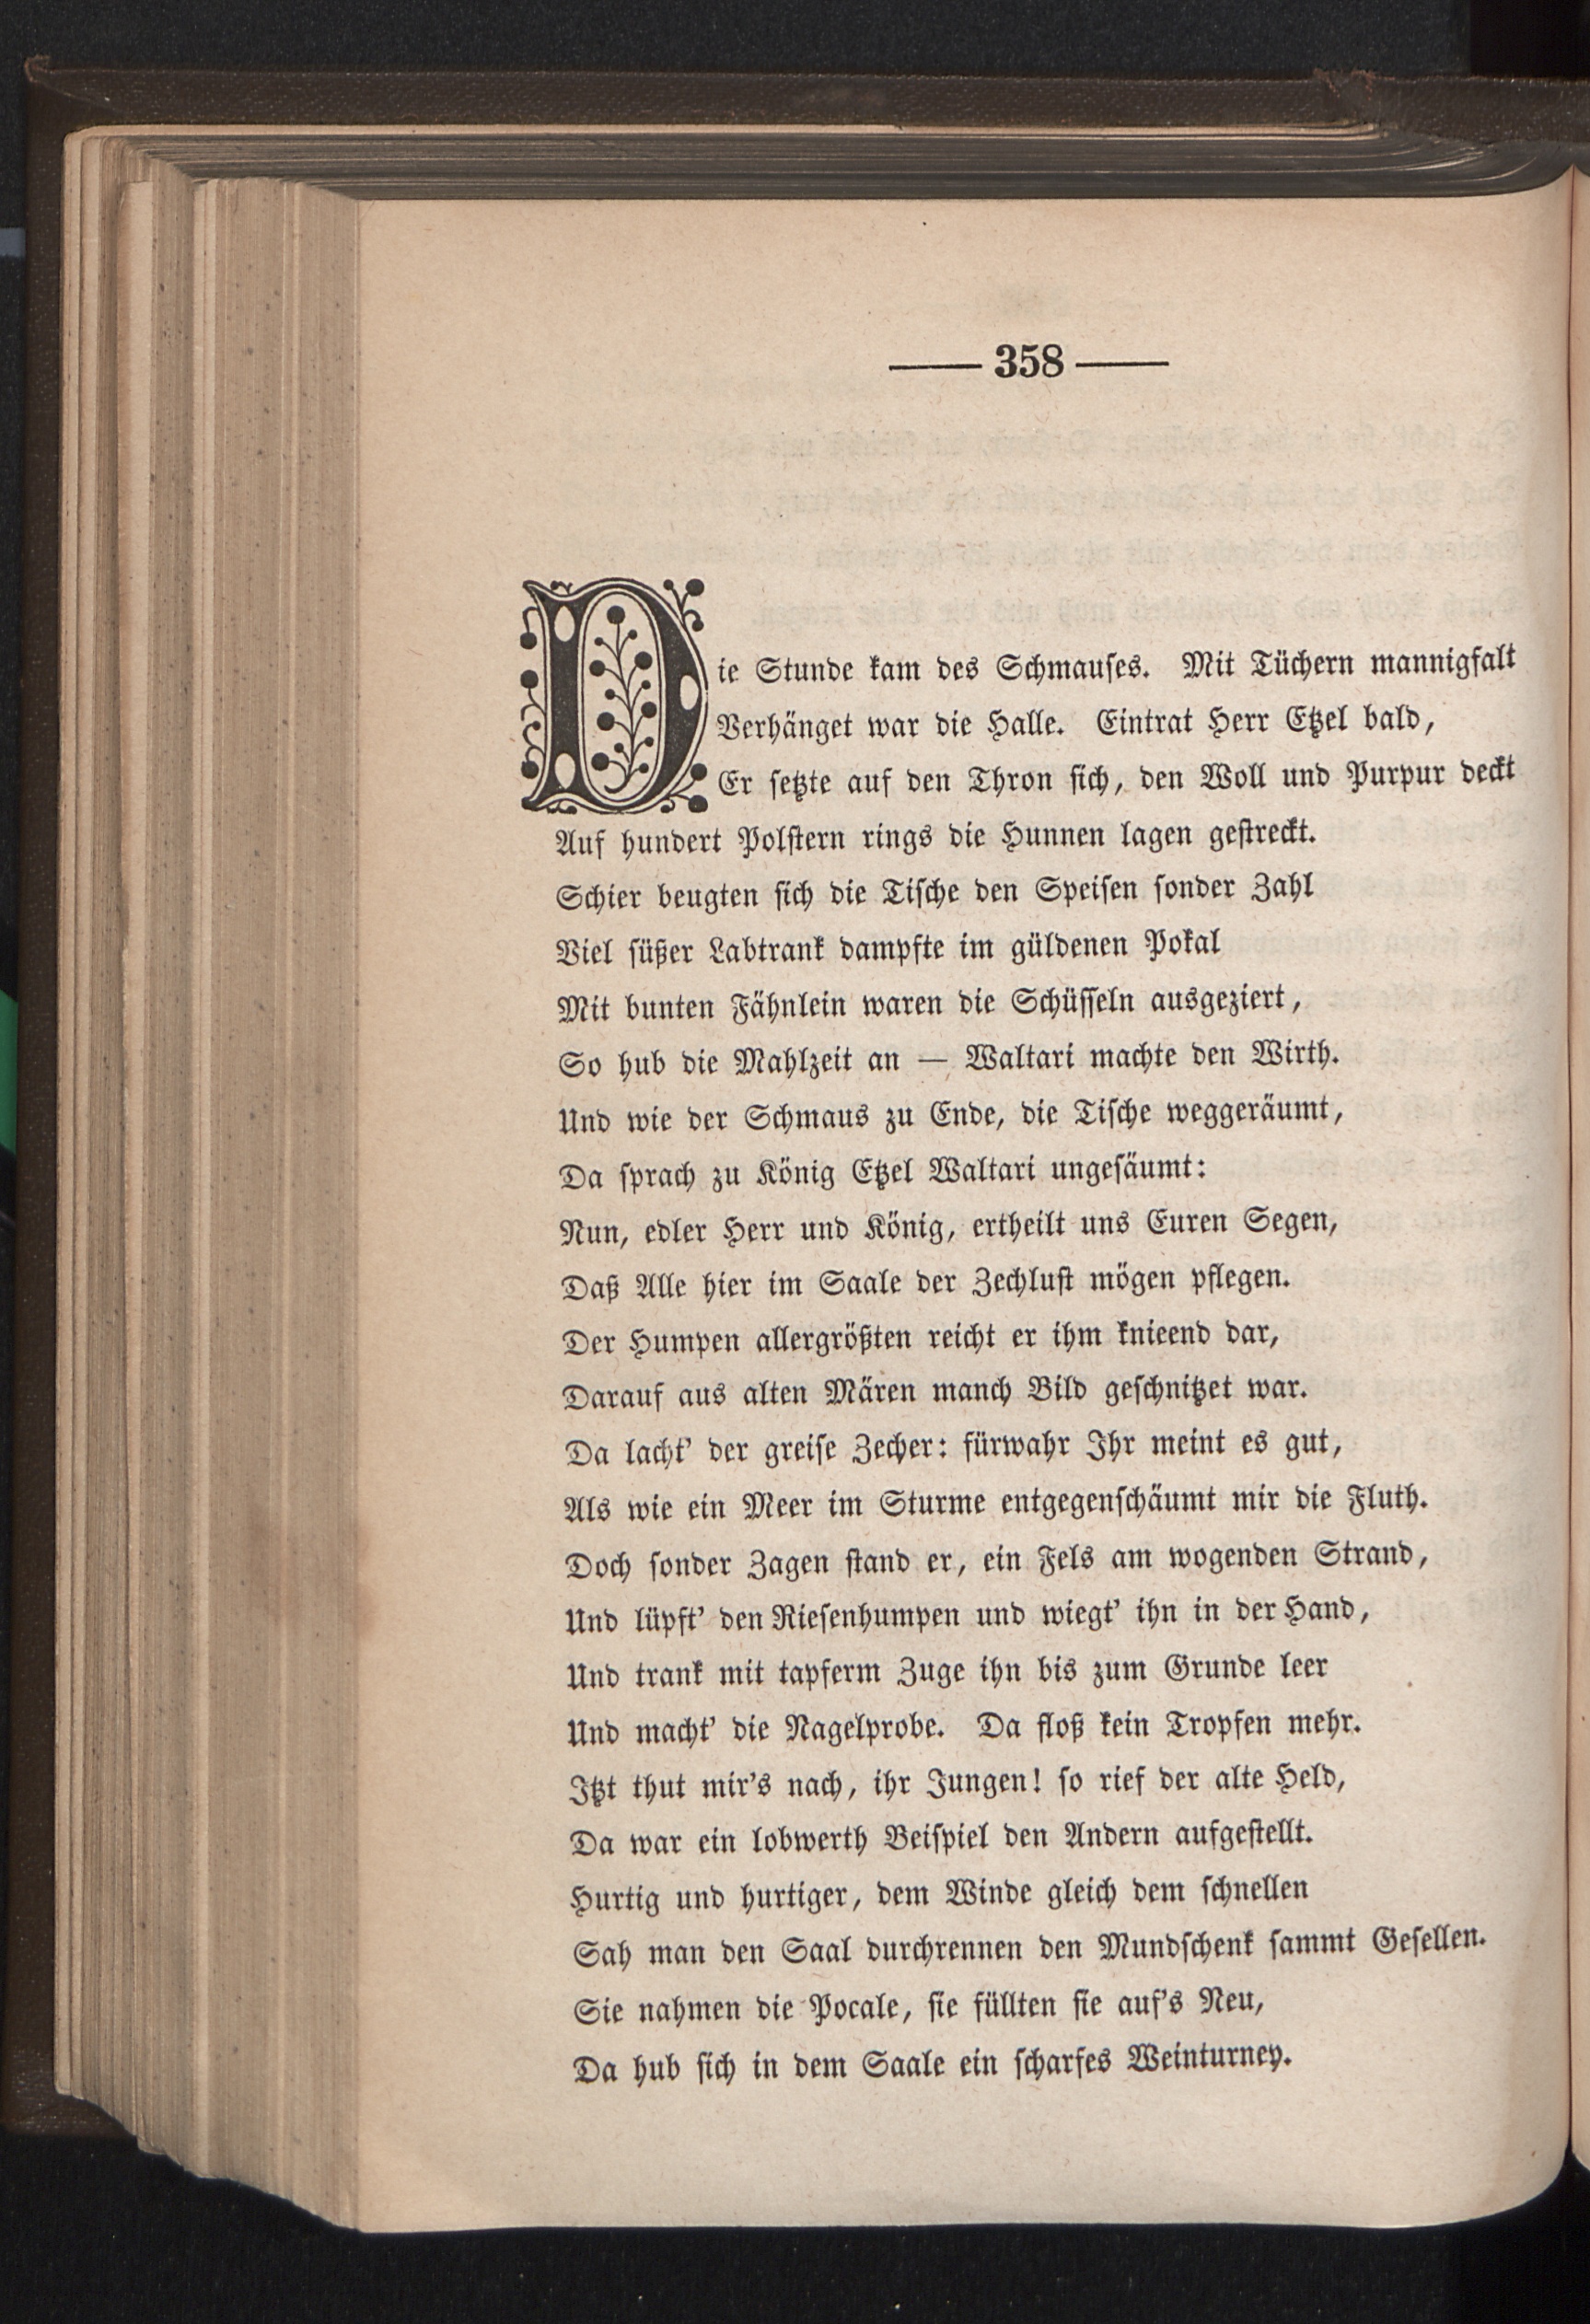 — 358 —
Die Stunde kam des Schmauses. Mit Tüchern mannigfalt
Verhänget war die Halle. Eintrat Herr Etzel bald,
Er setzte auf den Thron sich, den Woll und Purpur deckt
Auf hundert Polstern rings die Hunnen lagen gestreckt.
Schier beugten sich die Tische den Speisen sonder Zahl
Viel süßer Labtrank dampfte im güldenen Pokal
Mit bunten Fähnlein waren die Schüsseln ausgeziert,
So hub die Mahlzeit an — Waltari machte den Wirth.
Und wie der Schmaus zu Ende, die Tische weggeräumt,
Da sprach zu König Etzel Waltari ungesäumt:
Nun, edler Herr und König, ertheilt uns Euren Segen,
Daß Alle hier im Saale der Zechlust mögen pflegen.
Der Humpen allergrößten reicht er ihm knieend dar,
Darauf aus alten Mären manch Bild geschnitzet war.
Da lacht' der greise Zecher: fürwahr Ihr meint es gut,
Als wie ein Meer im Sturme entgegenschäumt mir die Fluth.
Doch sonder Zagen stand er, ein Fels am wogenden Strand,
Und lüpft' den Riesenhumpen und wiegt' ihn in der Hand,
Und trank mit tapferm Zuge ihn bis zum Grunde leer
Und macht' die Nagelprobe. Da floß kein Tropfen mehr.
Itzt thut mir's nach, ihr Jungen! so rief der alte Held,
Da war ein lobwerth Beispiel den Andern aufgestellt.
Hurtig und hurtiger, dem Winde gleich dem schnellen
Sah man den Saal durchrennen den Mundschenk sammt Gesellen.
Sie nahmen die Pocale, sie füllten sie auf's Neu,
Da hub sich in dem Saale ein scharfes Weinturney.